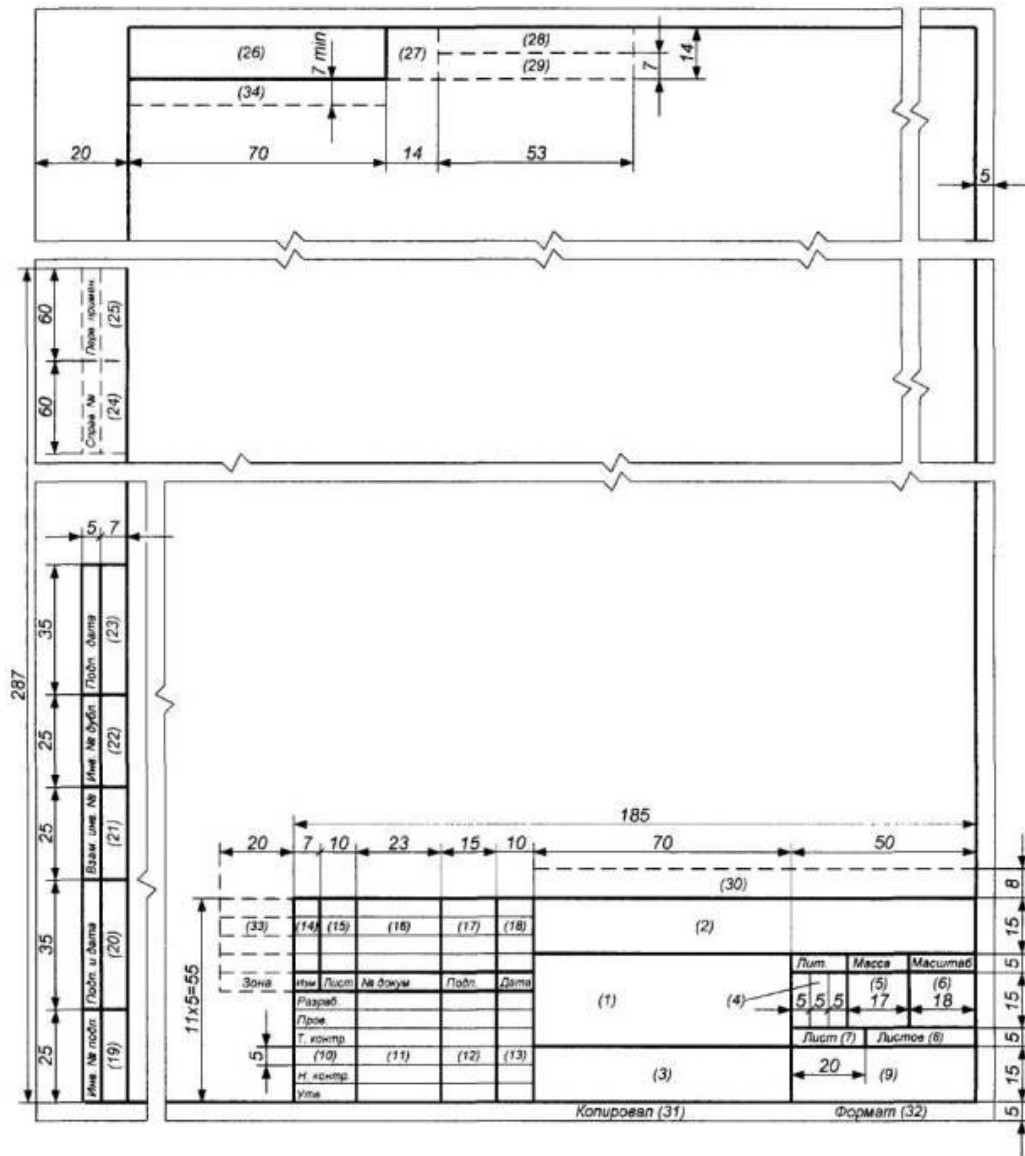 (26)
7 min
(27)
(28)
(29)
7
14
(34)
20
70
14
53
5
287
60
Перв. примен.
(25)
60
Справ. №
(24)
5
7
35
Подп. дата
(23)
25
Инв. № дубл.
(22)
25
Взам. инв. №
(21)
35
Подп. и дата
(20)
25
Инв. № подл.
(19)
185
20
7
10
23
15
10
70
50
(30)
8
(33)
(14)
(15)
(16)
(17)
(18)
(2)
15
Зона
Изм
Лист
№ докум
Подп.
Дата
Лит.
Масса
Масштаб
5
11х5=55
Разраб.
(1)
(4)
5
5
5
(5)
17
(6)
18
15
Пров.
Т. контр.
Лист (7)
Листов (8)
5
5
(10)
(11)
(12)
(13)
(3)
20
(9)
15
Н. контр.
Утв.
Копировал (31)
Формат (32)
5